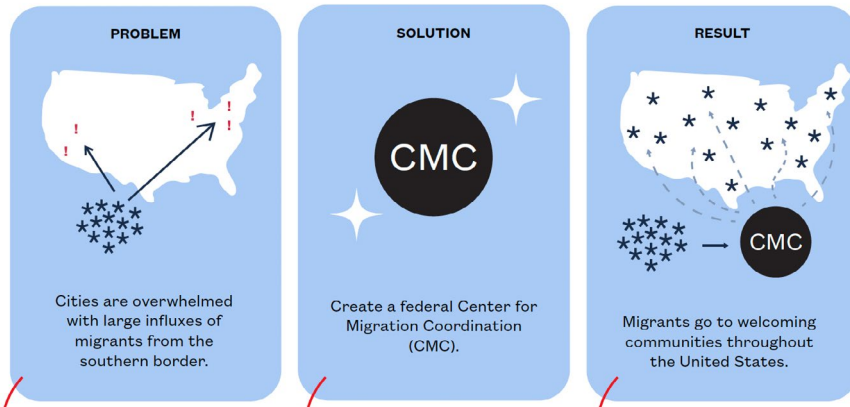 PROBLEM
!
!
!
!
!
Cities are overwhelmed
with large influxes of
migrants from the
southern border.
SOLUTION
CMC
Create a federal Center for
Migration Coordination
(CMC).
RESULT
CMC
Migrants go to welcoming
communities throughout
the United States.